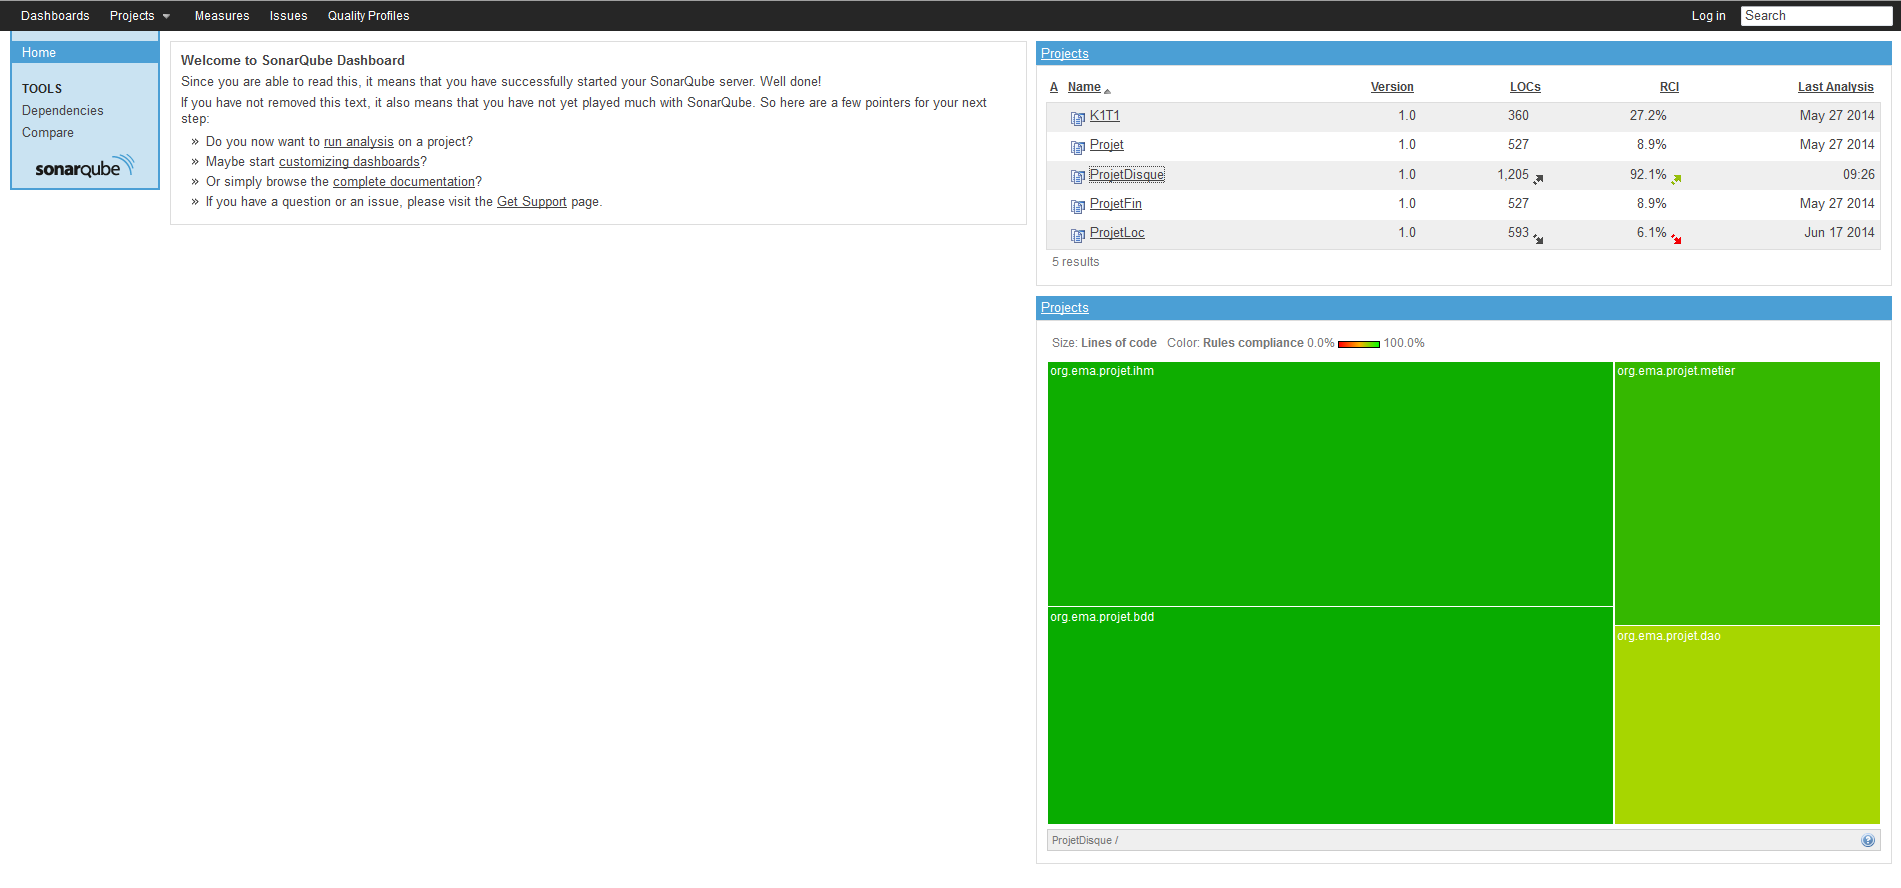 Dashboards Projects Measures Issues Quality Profiles Log in Search
Home
TOOLS
Dependencies
Compare
sonarqube
Welcome to SonarQube Dashboard
Since you are able to read this, it means that you have successfully started your SonarQube server. Well done!
If you have not removed this text, it also means that you have not yet played much with SonarQube. So here are a few pointers for your next
step:
» Do you now want to run analysis on a project?
» Maybe start customizing dashboards?
» Or simply browse the complete documentation?
» If you have a question or an issue, please visit the Get Support page.
Projects
A Name Version LOCs RCI Last Analysis
K1T1 1.0 360 27.2% May 27 2014
Projet 1.0 527 8.9% May 27 2014
ProjetDisque 1.0 1,205 92.1% 09:26
ProjetFin 1.0 527 8.9% May 27 2014
ProjetLoc 1.0 593 6.1% Jun 17 2014
5 results
Projects
Size: Lines of code Color: Rules compliance 0.0% 100.0%
org.ema.projet.ihm
org.ema.projet.metier
org.ema.projet.bdd
org.ema.projet.dao
ProjetDisque / ?